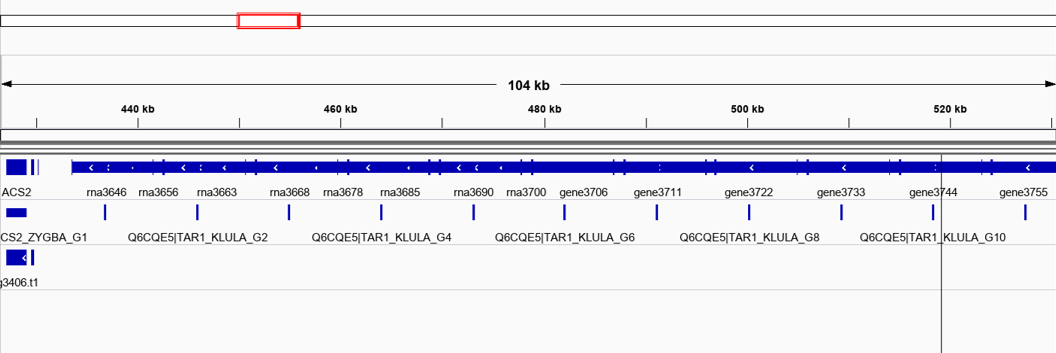 104 kb
440 kb 460 kb 480 kb 500 kb 520 kb
ACS2 rna3646 rna3656 rna3663 rna3668 rna3678 rna3685 rna3690 rna3700 gene3706 gene3711 gene3722 gene3733 gene3744 gene3755
CS2_ZYGBA_G1 Q6CQE5|TAR1_KLULA_G2 Q6CQE5|TAR1_KLULA_G4 Q6CQE5|TAR1_KLULA_G6 Q6CQE5|TAR1_KLULA_G8 Q6CQE5|TAR1_KLULA_G10
g3406.t1